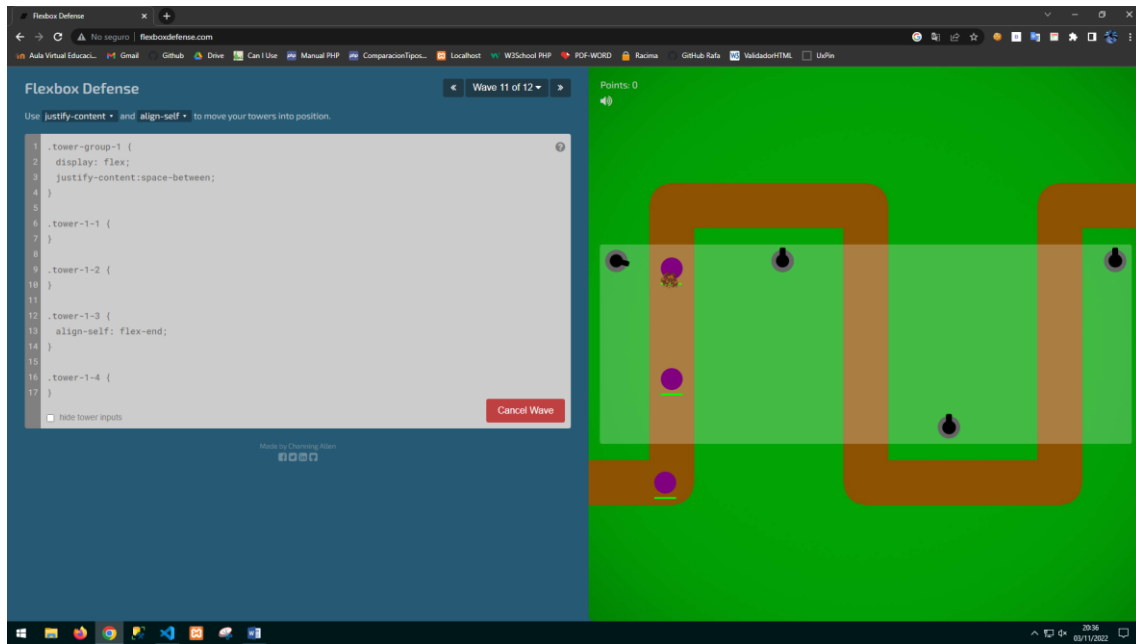 Flexbox Defense
No seguro | flexboxdefense.com
Aula Virtual Educaci... Gmail Github Drive Can I Use Manual PHP ComparacionTipos... Localhost W3School PHP PDF-WORD Racima GitHub Rafa ValidadorHTML UxPin
Flexbox Defense
« Wave 11 of 12 »
Points: 0
Use justify-content and align-self to move your towers into position.
1 .tower-group-1 {
2 display: flex;
3 justify-content:space-between;
4 }
5
6 .tower-1-1 {
7 }
8
9 .tower-1-2 {
10 }
11
12 .tower-1-3 {
13 align-self: flex-end;
14 }
15
16 .tower-1-4 {
17 }
hide tower inputs
Cancel Wave
Made by Channing Allen
20:36
03/11/2022